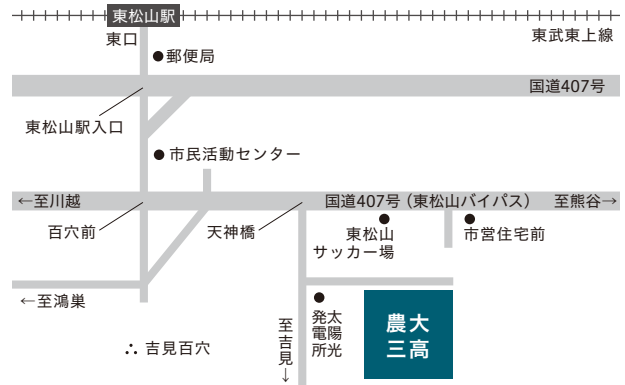 東松山駅
東口
東武東上線
郵便局
国道407号
東松山駅入口
市民活動センター
←至川越
国道407号(東松山バイパス)
至熊谷→
百穴前
天神橋
東松山
サッカー場
市営住宅前
←至鴻巣
太陽光
発電所
至吉見→
農大
三高
∴ 吉見百穴